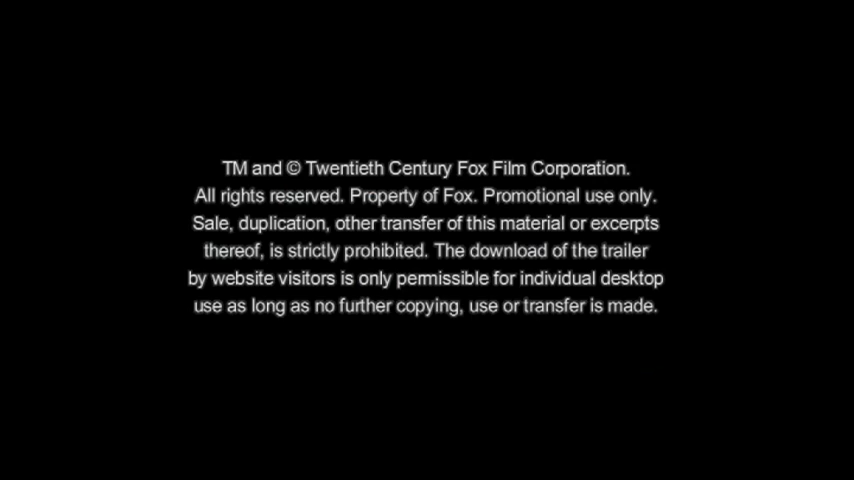 TM and © Twentieth Century Fox Film Corporation.
All rights reserved. Property of Fox. Promotional use only.
Sale, duplication, other transfer of this material or excerpts
thereof, is strictly prohibited. The download of the trailer
by website visitors is only permissible for individual desktop
use as long as no further copying, use or transfer is made.